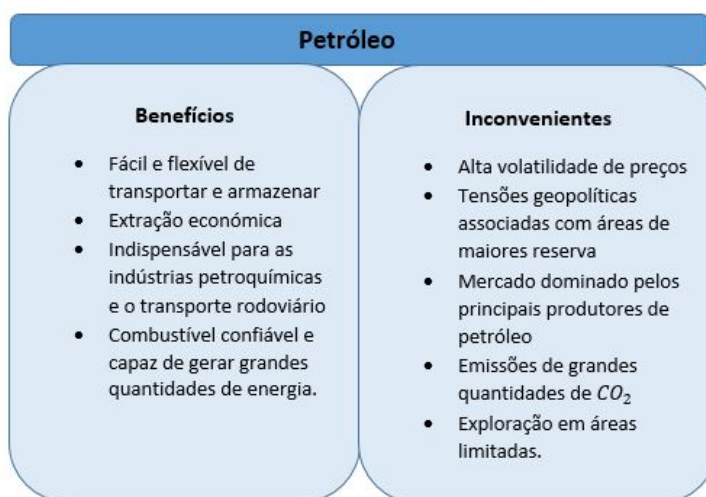 Petróleo
Benefícios
• Fácil e flexível de
transportar e armazenar
• Extração económica
• Indispensável para as
indústrias petroquímicas
e o transporte rodoviário
• Combustível confiável e
capaz de gerar grandes
quantidades de energia.
Inconvenientes
• Alta volatilidade de preços
• Tensões geopolíticas
associadas com áreas de
maiores reserva
• Mercado dominado pelos
principais produtores de
petróleo
• Emissões de grandes
quantidades de CO₂
• Exploração em áreas
limitadas.